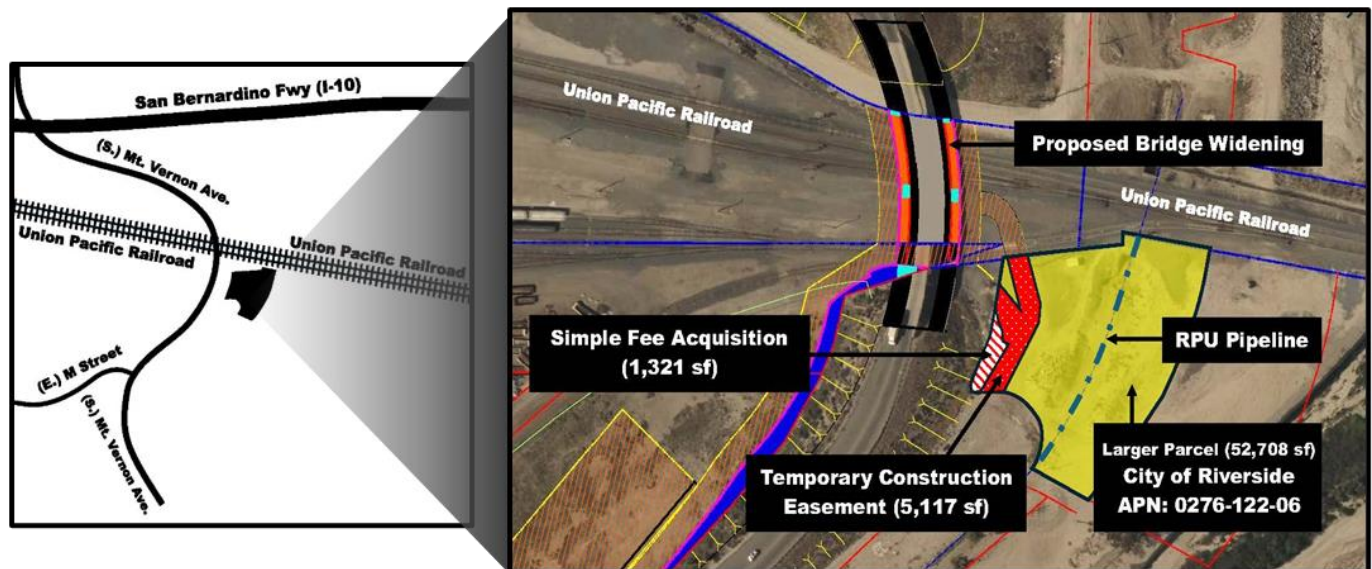 San Bernardino Fwy (I-10)
(S.) Mt. Vernon Ave.
Union Pacific Railroad
Union Pacific Railroad
(E.) M Street
(S.) Mt. Vernon
Ave.
Union Pacific Railroad
Proposed Bridge Widening
Union Pacific Railroad
Simple Fee Acquisition
(1,321 sf)
RPU Pipeline
Temporary Construction
Easement (5,117 sf)
Larger Parcel (52,708 sf)
City of Riverside
APN: 0276-122-06